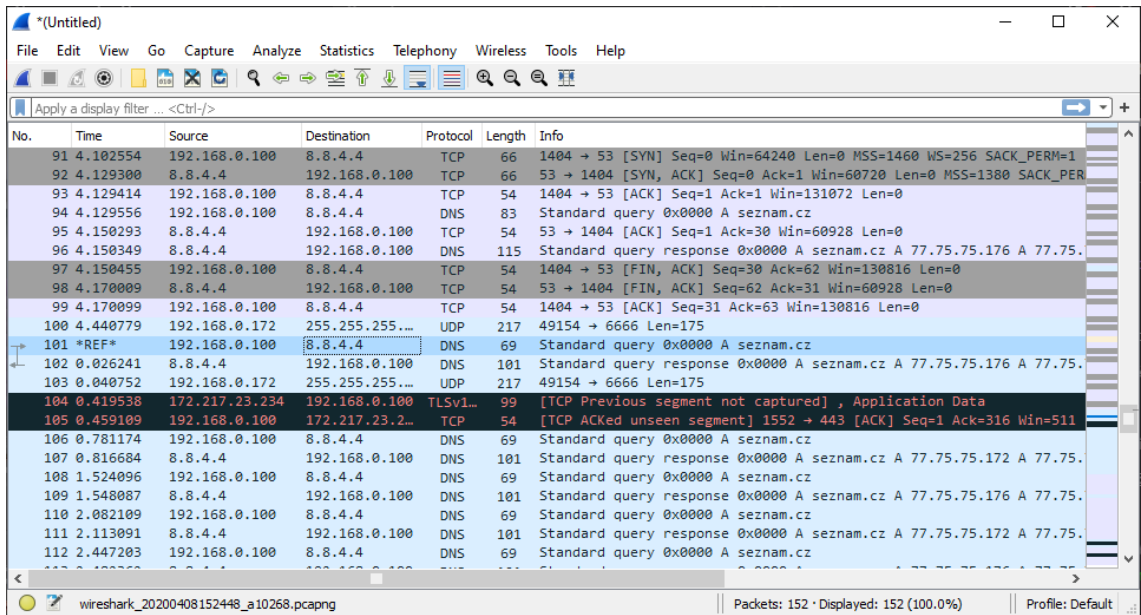 *(Untitled)
File Edit View Go Capture Analyze Statistics Telephony Wireless Tools Help
Apply a display filter ... <Ctrl-/>
No. Time Source Destination Protocol Length Info
91 4.102554 192.168.0.100 8.8.4.4 TCP 66 1404 → 53 [SYN] Seq=0 Win=64240 Len=0 MSS=1460 WS=256 SACK_PERM=1
92 4.129300 8.8.4.4 192.168.0.100 TCP 66 53 → 1404 [SYN, ACK] Seq=0 Ack=1 Win=60720 Len=0 MSS=1380 SACK_PER
93 4.129414 192.168.0.100 8.8.4.4 TCP 54 1404 → 53 [ACK] Seq=1 Ack=1 Win=131072 Len=0
94 4.129556 192.168.0.100 8.8.4.4 DNS 83 Standard query 0x0000 A seznam.cz
95 4.150293 8.8.4.4 192.168.0.100 TCP 54 53 → 1404 [ACK] Seq=1 Ack=30 Win=60928 Len=0
96 4.150349 8.8.4.4 192.168.0.100 DNS 115 Standard query response 0x0000 A seznam.cz A 77.75.75.176 A 77.75.
97 4.150455 192.168.0.100 8.8.4.4 TCP 54 1404 → 53 [FIN, ACK] Seq=30 Ack=62 Win=130816 Len=0
98 4.170009 8.8.4.4 192.168.0.100 TCP 54 53 → 1404 [FIN, ACK] Seq=62 Ack=31 Win=60928 Len=0
99 4.170099 192.168.0.100 8.8.4.4 TCP 54 1404 → 53 [ACK] Seq=31 Ack=63 Win=130816 Len=0
100 4.440779 192.168.0.172 255.255.255.… UDP 217 49154 → 6666 Len=175
101 *REF* 192.168.0.100 8.8.4.4 DNS 69 Standard query 0x0000 A seznam.cz
102 0.026241 8.8.4.4 192.168.0.100 DNS 101 Standard query response 0x0000 A seznam.cz A 77.75.75.176 A 77.75.
103 0.040752 192.168.0.172 255.255.255.… UDP 217 49154 → 6666 Len=175
104 0.419538 172.217.23.234 192.168.0.100 TLSv1… 99 [TCP Previous segment not captured] , Application Data
105 0.459109 192.168.0.100 172.217.23.2… TCP 54 [TCP ACKed unseen segment] 1552 → 443 [ACK] Seq=1 Ack=316 Win=511
106 0.781174 192.168.0.100 8.8.4.4 DNS 69 Standard query 0x0000 A seznam.cz
107 0.816684 8.8.4.4 192.168.0.100 DNS 101 Standard query response 0x0000 A seznam.cz A 77.75.75.172 A 77.75.
108 1.524096 192.168.0.100 8.8.4.4 DNS 69 Standard query 0x0000 A seznam.cz
109 1.548087 8.8.4.4 192.168.0.100 DNS 101 Standard query response 0x0000 A seznam.cz A 77.75.75.176 A 77.75.
110 2.082109 192.168.0.100 8.8.4.4 DNS 69 Standard query 0x0000 A seznam.cz
111 2.113091 8.8.4.4 192.168.0.100 DNS 101 Standard query response 0x0000 A seznam.cz A 77.75.75.172 A 77.75.
112 2.447203 192.168.0.100 8.8.4.4 DNS 69 Standard query 0x0000 A seznam.cz
wireshark_20200408152448_a10268.pcapng Packets: 152 · Displayed: 152 (100.0%) Profile: Default